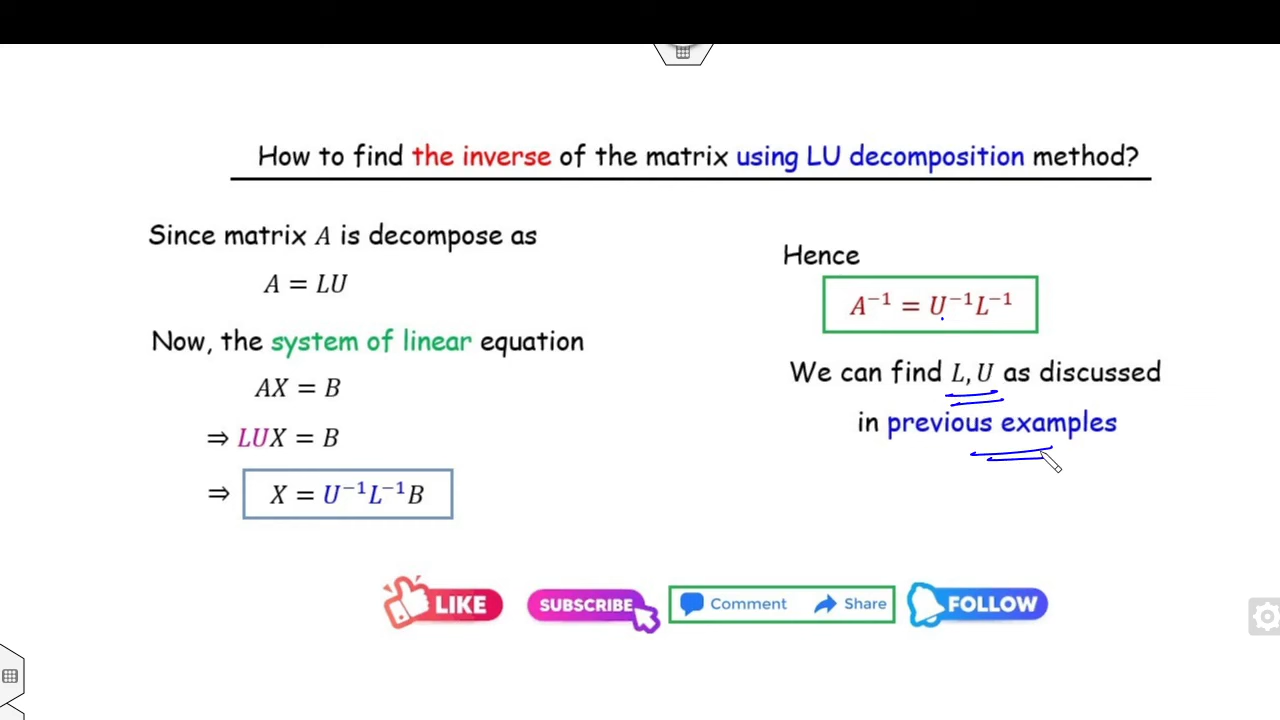 How to find the inverse of the matrix using LU decomposition method?
Since matrix A is decompose as
A = LU
Now, the system of linear equation
AX = B
⇒ LUX = B
⇒ X = U⁻¹L⁻¹B
Hence
A⁻¹ = U⁻¹L⁻¹
We can find L, U as discussed
in previous examples
LIKE
SUBSCRIBE
Comment
Share
FOLLOW